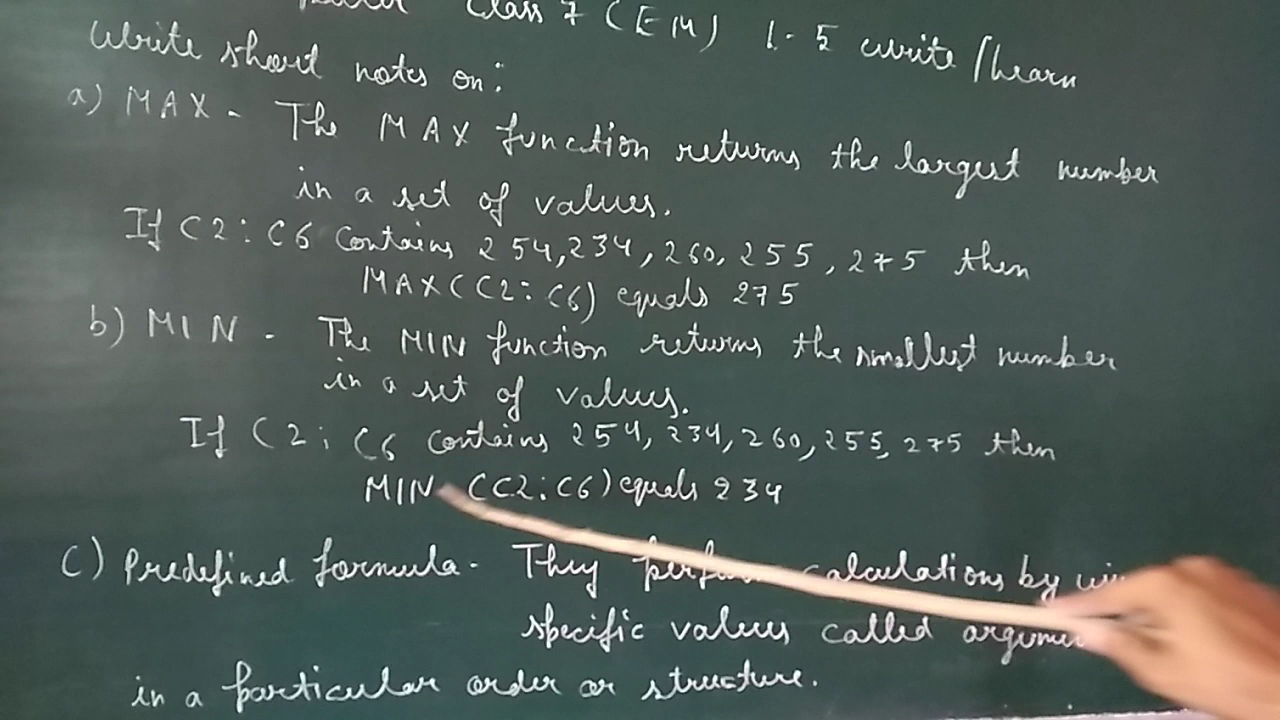 Class 7 (EM) 1-5 write/learn
Write short notes on:
a) MAX - The MAX function returns the largest number
in a set of values.
If C2:C6 contains 254, 234, 260, 255, 275 then
MAX(C2:C6) equals 275
b) MIN - The MIN function returns the smallest number
in a set of values.
If C2:C6 contains 254, 234, 260, 255, 275 then
MIN (C2:C6) equals 234
C) Predefined formula - They perform calculations by
specific values called
in a particular order or structure.